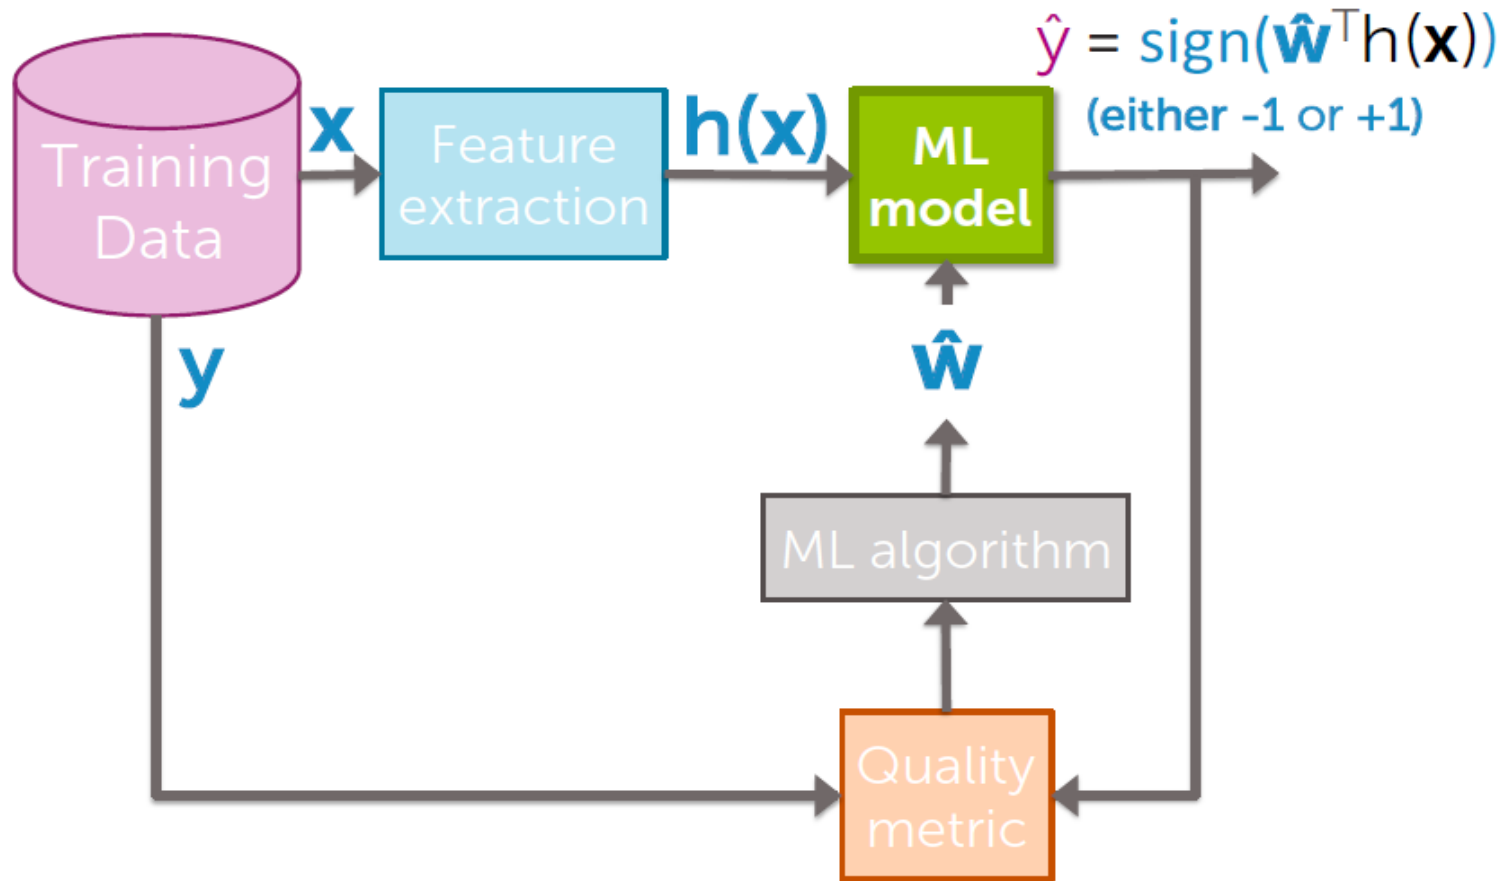 ŷ = sign(ŵᵀh(x))
(either -1 or +1)
Training
Data
x
Feature
extraction
h(x)
ML
model
y
ŵ
ML algorithm
Quality
metric